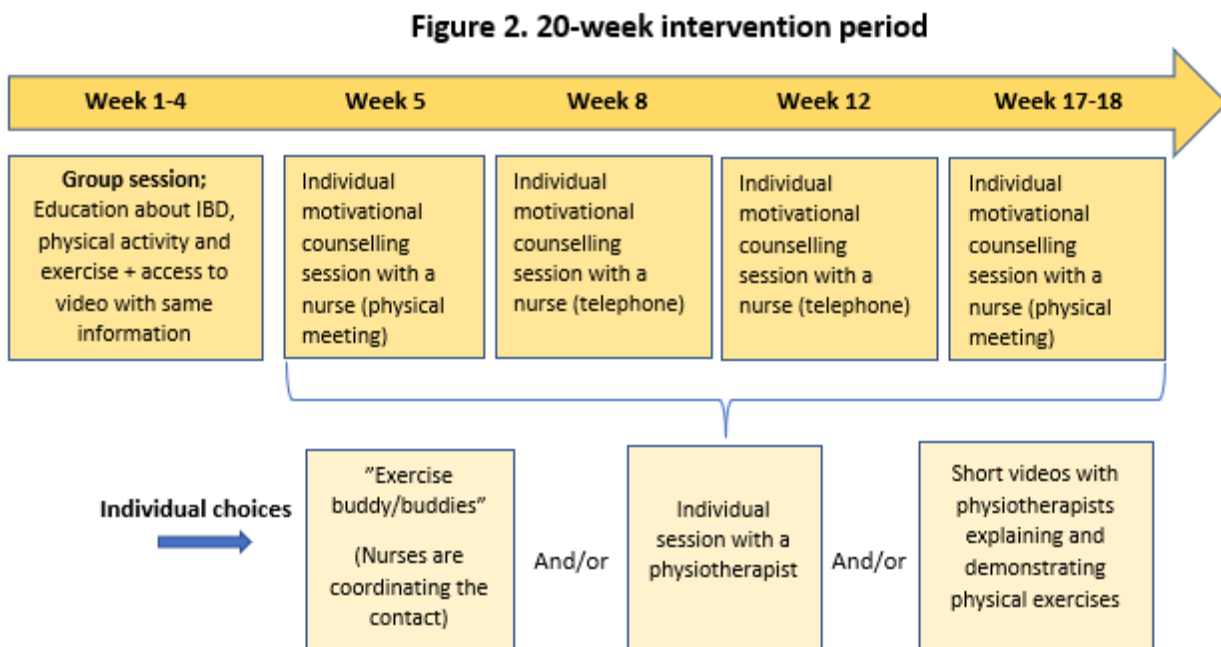 Figure 2. 20-week intervention period
Week 1-4
Week 5
Week 8
Week 12
Week 17-18
Group session;
Education about IBD,
physical activity and
exercise + access to
video with same
information
Individual
motivational
counselling
session with a
nurse (physical
meeting)
Individual
motivational
counselling
session with a
nurse (telephone)
Individual
motivational
counselling
session with a
nurse (telephone)
Individual
motivational
counselling
session with a
nurse (physical
meeting)
Individual choices
”Exercise
buddy/buddies”
(Nurses are
coordinating the
contact)
And/or
Individual
session with a
physiotherapist
And/or
Short videos with
physiotherapists
explaining and
demonstrating
physical exercises